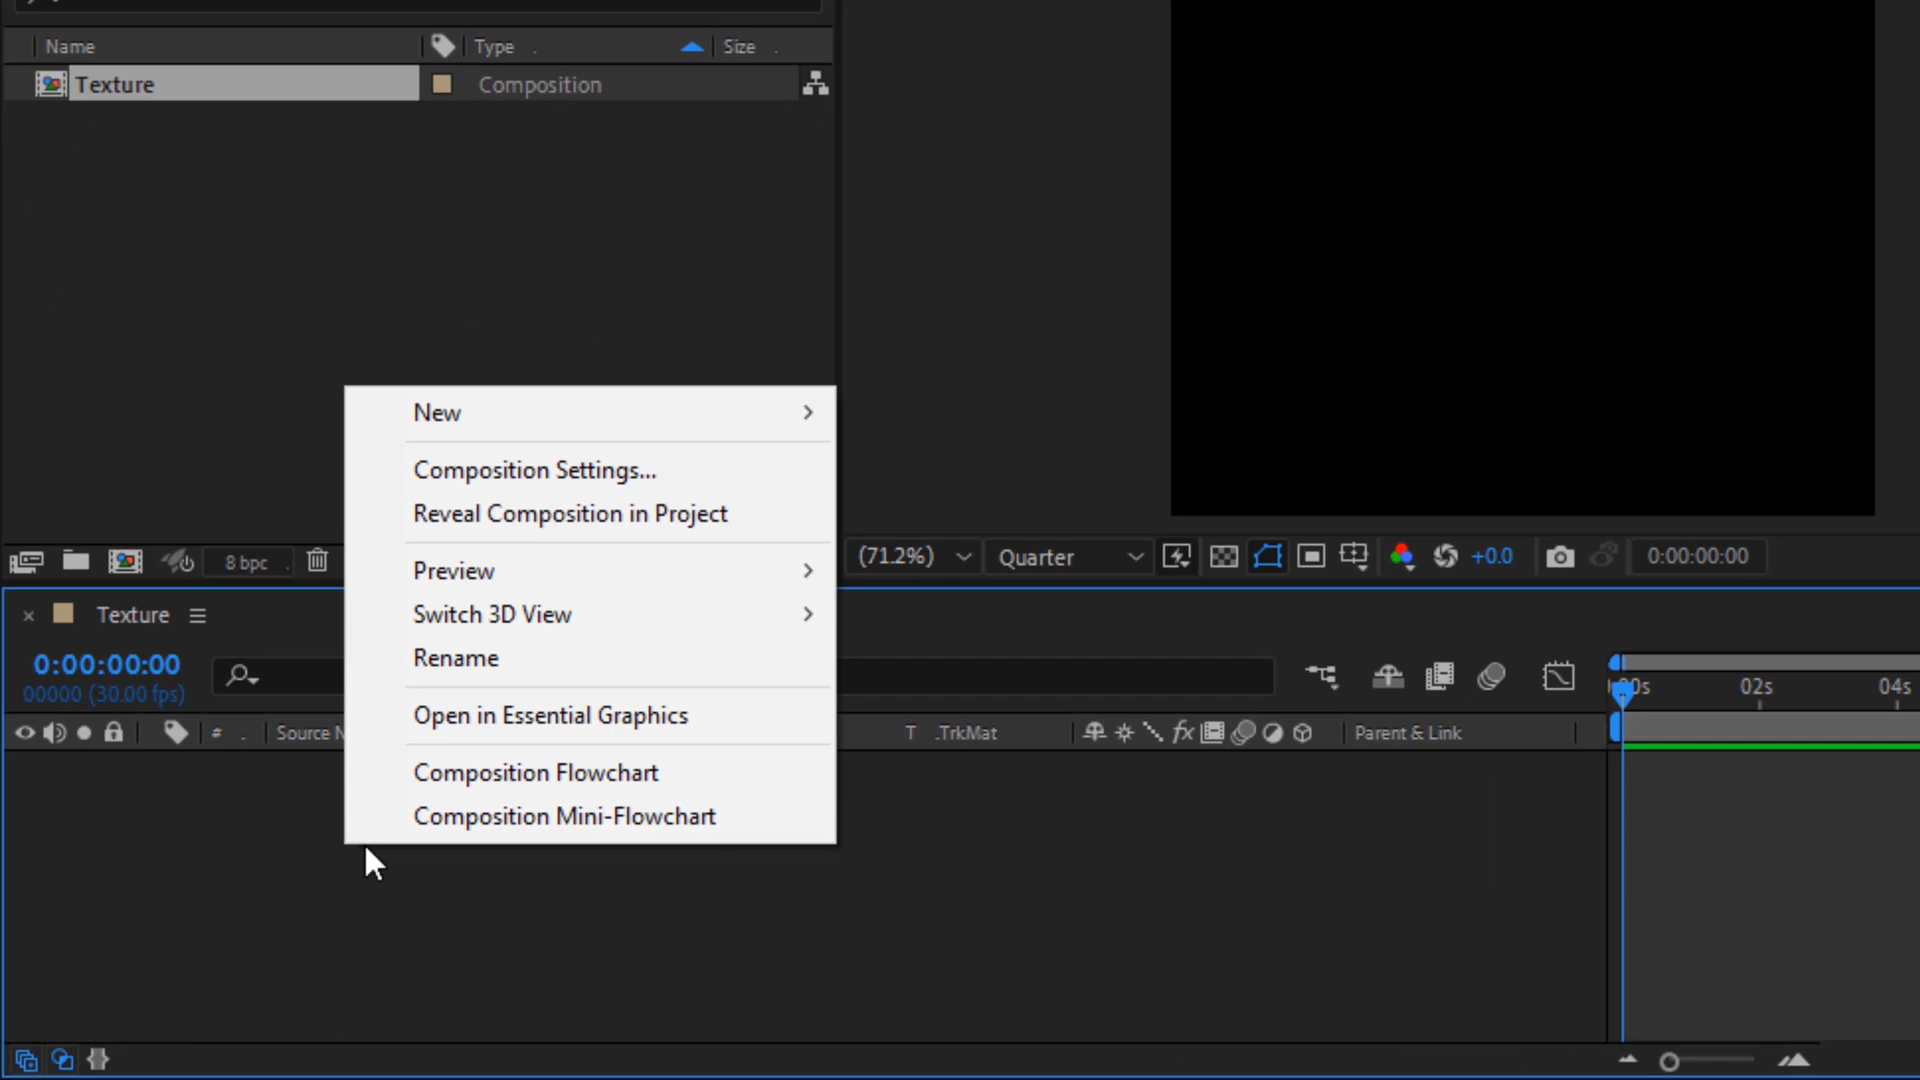 Name Type . Size .
Texture Composition
New
Composition Settings...
Reveal Composition in Project
Preview
Switch 3D View
Rename
Open in Essential Graphics
Composition Flowchart
Composition Mini-Flowchart
8 bpc .
(71.2%) Quarter +0.0 0:00:00:00
× Texture
0:00:00:00
00000 (30.00 fps)
02s 04s
# . Source T .TrkMat fx Parent & Link